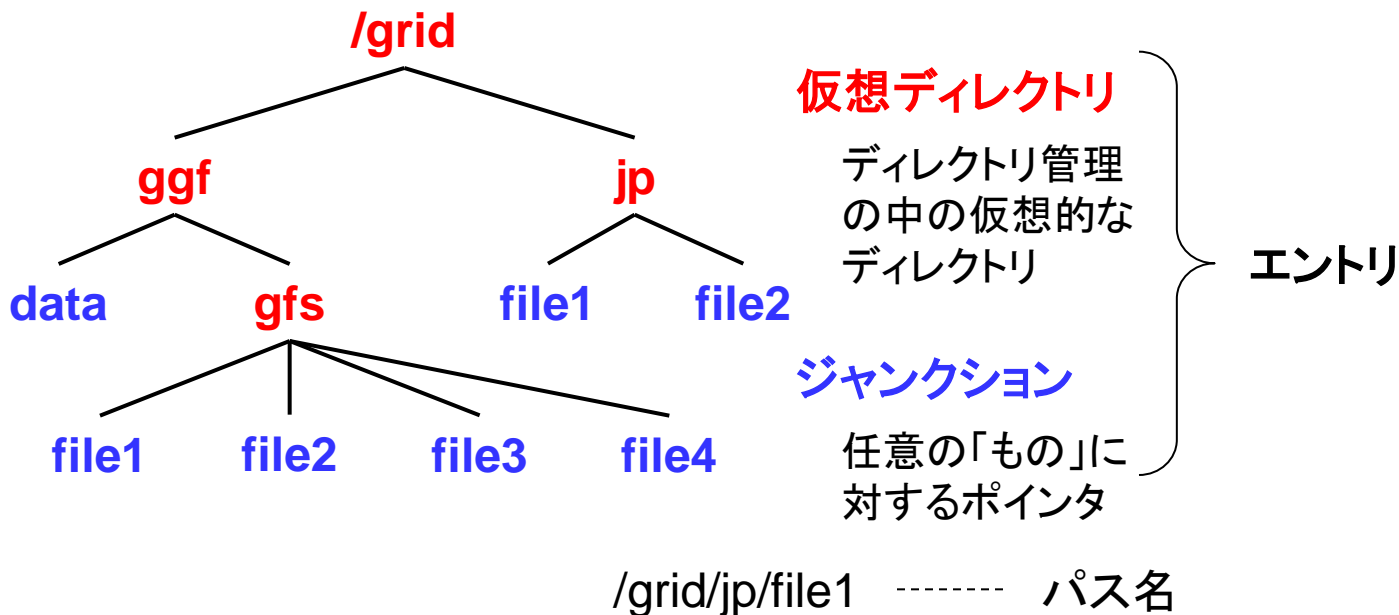 /grid
仮想ディレクトリ
ggf
jp
ディレクトリ管理
の中の仮想的な
ディレクトリ
エントリ
data
gfs
file1
file2
ジャンクション
file1
file2
file3
file4
任意の「もの」に
対するポインタ
/grid/jp/file1 -------- パス名